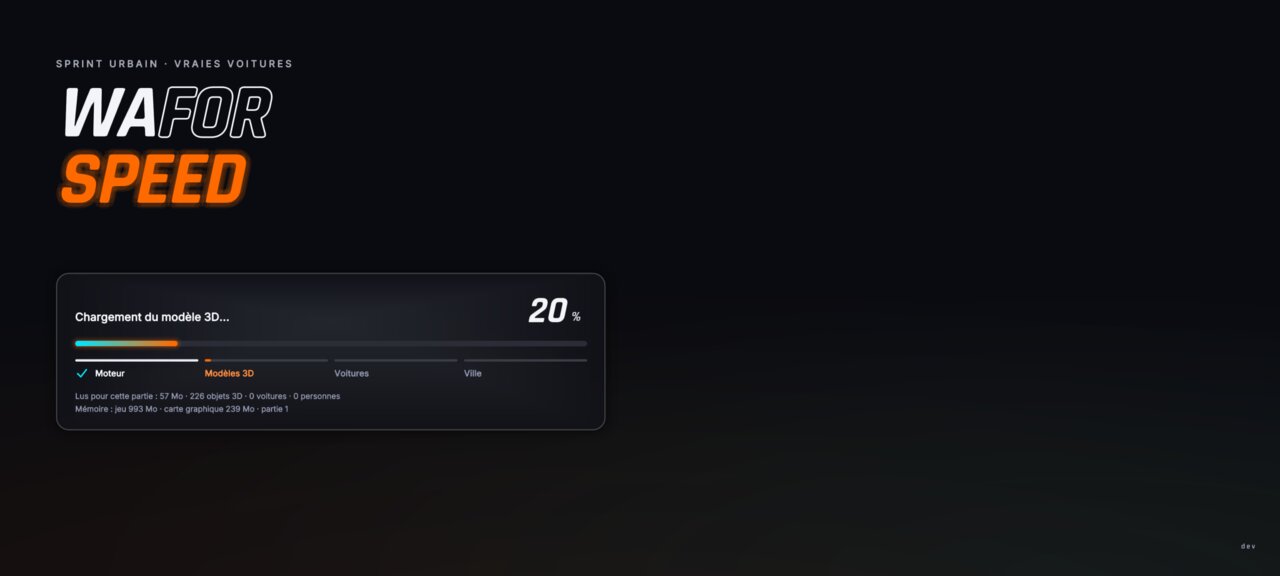 SPRINT URBAIN · VRAIES VOITURES
WAFOR
SPEED
Chargement du modèle 3D...
20 %
Moteur
Modèles 3D
Voitures
Ville
Lus pour cette partie : 57 Mo · 226 objets 3D · 0 voitures · 0 personnes
Mémoire : jeu 993 Mo · carte graphique 239 Mo · partie 1
dev